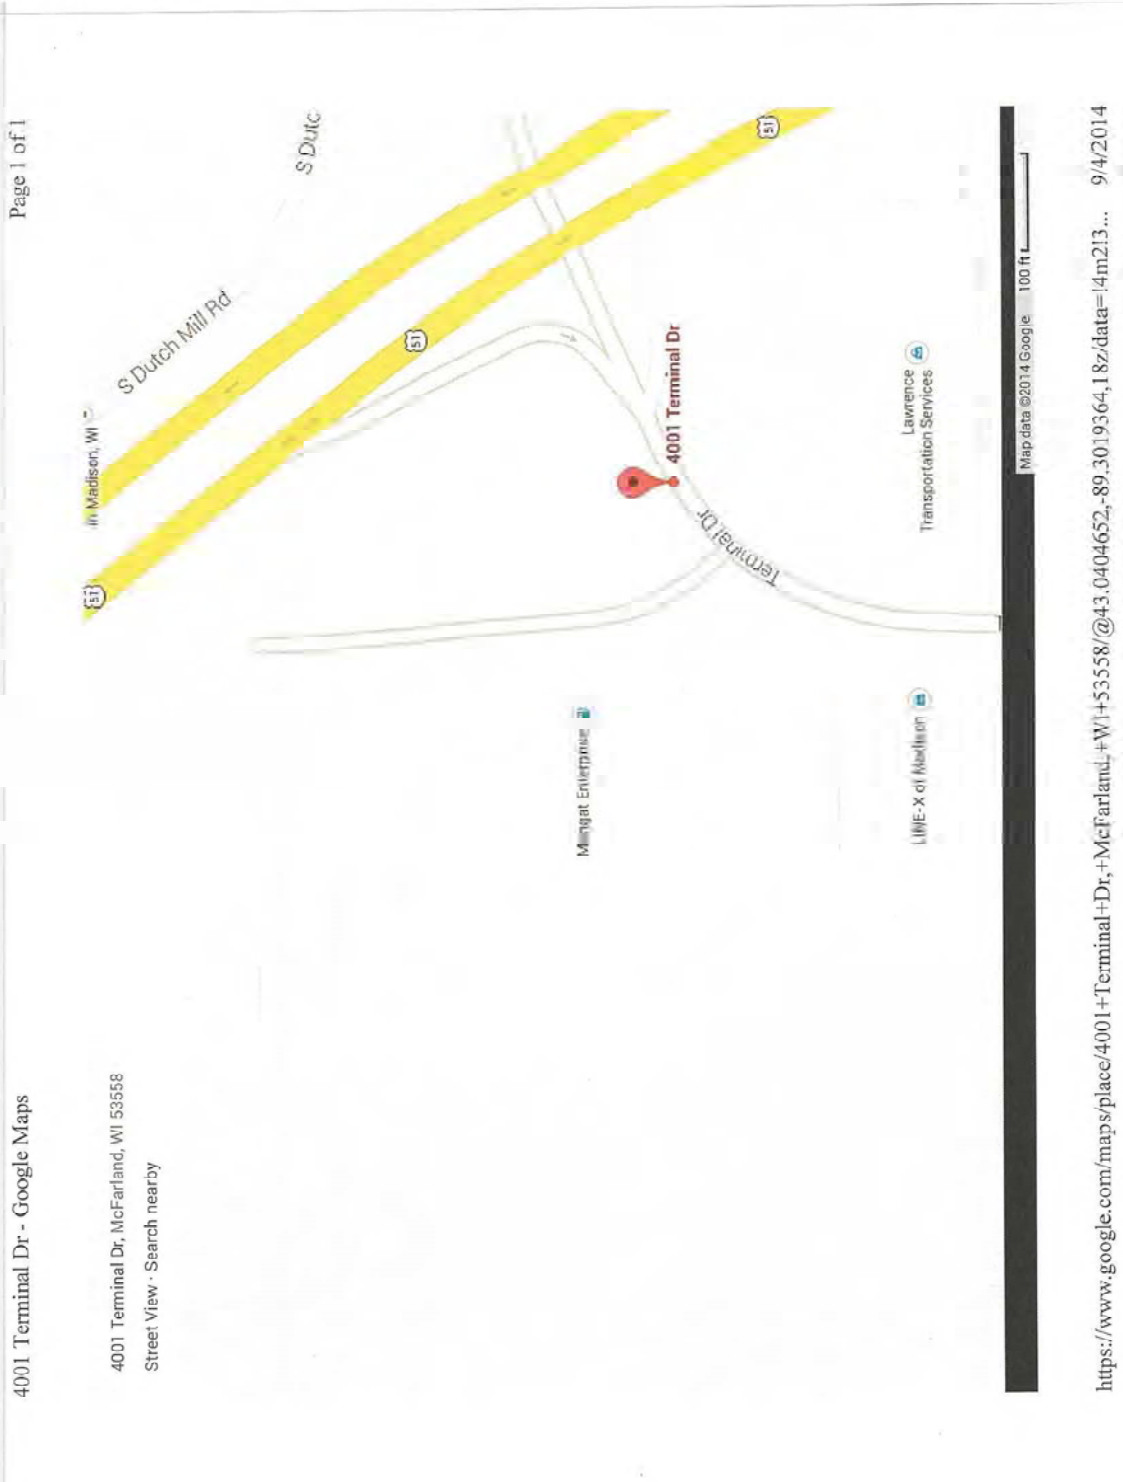 4001 Terminal Dr - Google Maps
Page 1 of 1
4001 Terminal Dr, McFarland, WI 53558
Street View · Search nearby
in Madison, WI
51
S Dutch Mill Rd
S Dutc
51
51
4001 Terminal Dr
Terminal Dr
Enterprise
Lawrence
Transportation Services
LINE-X of Madison
Map data ©2014 Google
100 ft
https://www.google.com/maps/place/4001+Terminal+Dr,+McFarland,+WI+53558/@43.0404652,-89.3019364,18z/data=!4m2!3...
9/4/2014